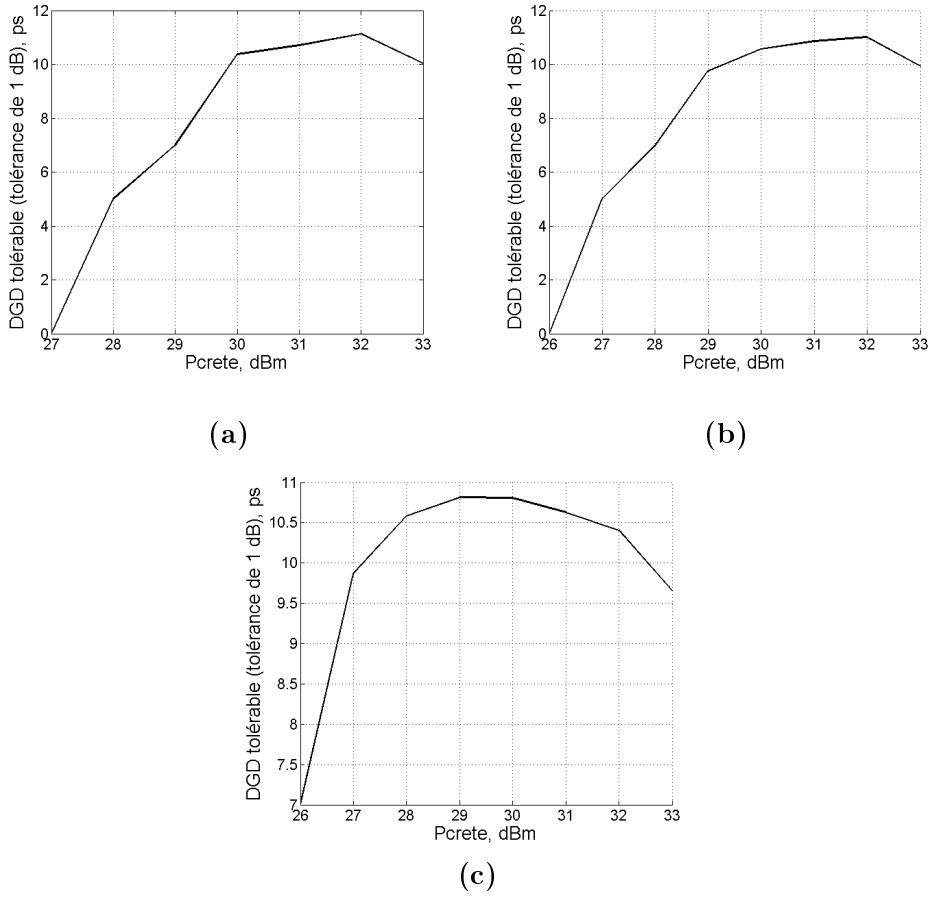 12
10
8
6
4
2
0
DGD tolérable (tolérance de 1 dB), ps
27 28 29 30 31 32 33
Pcrete, dBm
(a)
12
10
8
6
4
2
0
DGD tolérable (tolérance de 1 dB), ps
26 27 28 29 30 31 32 33
Pcrete, dBm
(b)
11
10.5
10
9.5
9
8.5
8
7.5
7
DGD tolérable (tolérance de 1 dB), ps
26 27 28 29 30 31 32 33
Pcrete, dBm
(c)